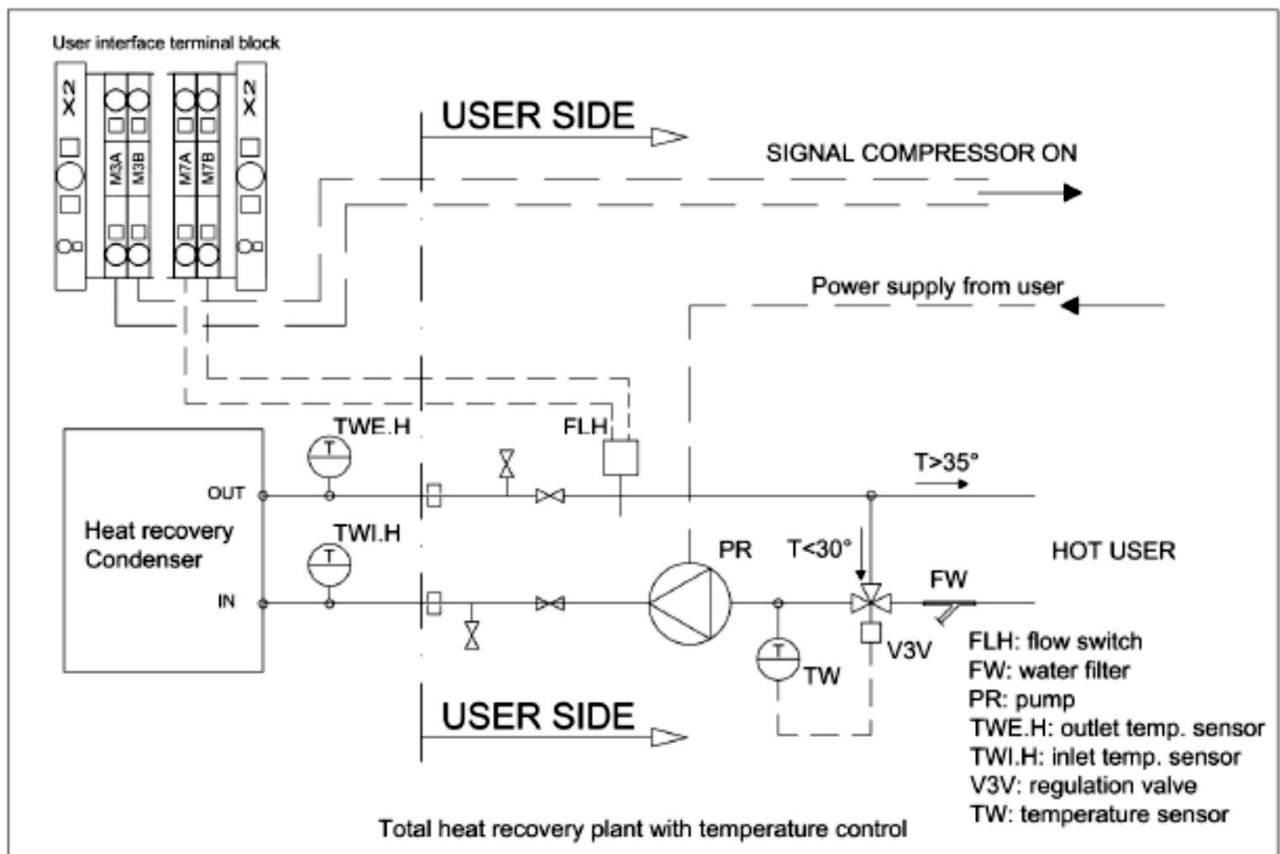 User interface terminal block
X2
M3A
M3B
M7A
M7B
X2
USER SIDE
SIGNAL COMPRESSOR ON
Power supply from user
TWE.H
FLH
T
T>35°
OUT
Heat recovery
Condenser
TWI.H
T
PR
T<30°
HOT USER
IN
FW
T
TW
V3V
FLH: flow switch
FW: water filter
PR: pump
TWE.H: outlet temp. sensor
TWI.H: inlet temp. sensor
V3V: regulation valve
TW: temperature sensor
USER SIDE
Total heat recovery plant with temperature control